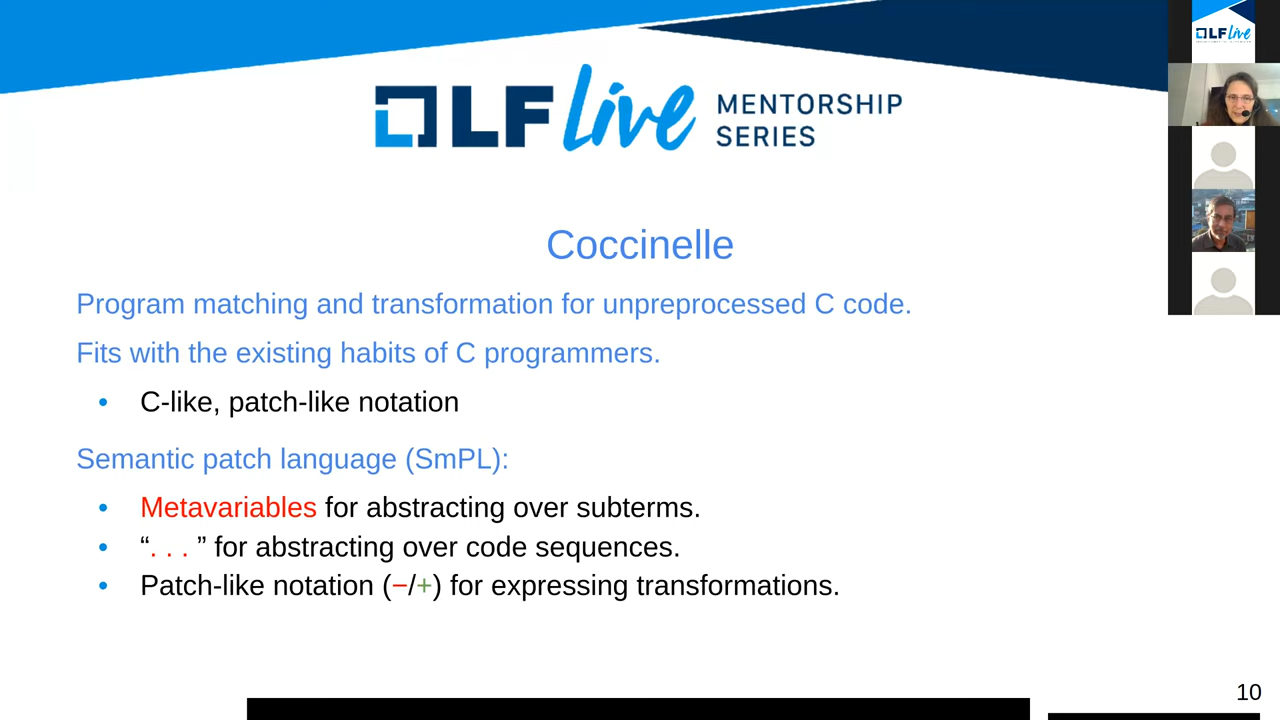 LF live MENTORSHIP
SERIES
LF live
Coccinelle
Program matching and transformation for unpreprocessed C code.
Fits with the existing habits of C programmers.
• C-like, patch-like notation
Semantic patch language (SmPL):
• Metavariables for abstracting over subterms.
• “. . . ” for abstracting over code sequences.
• Patch-like notation (−/+) for expressing transformations.
10